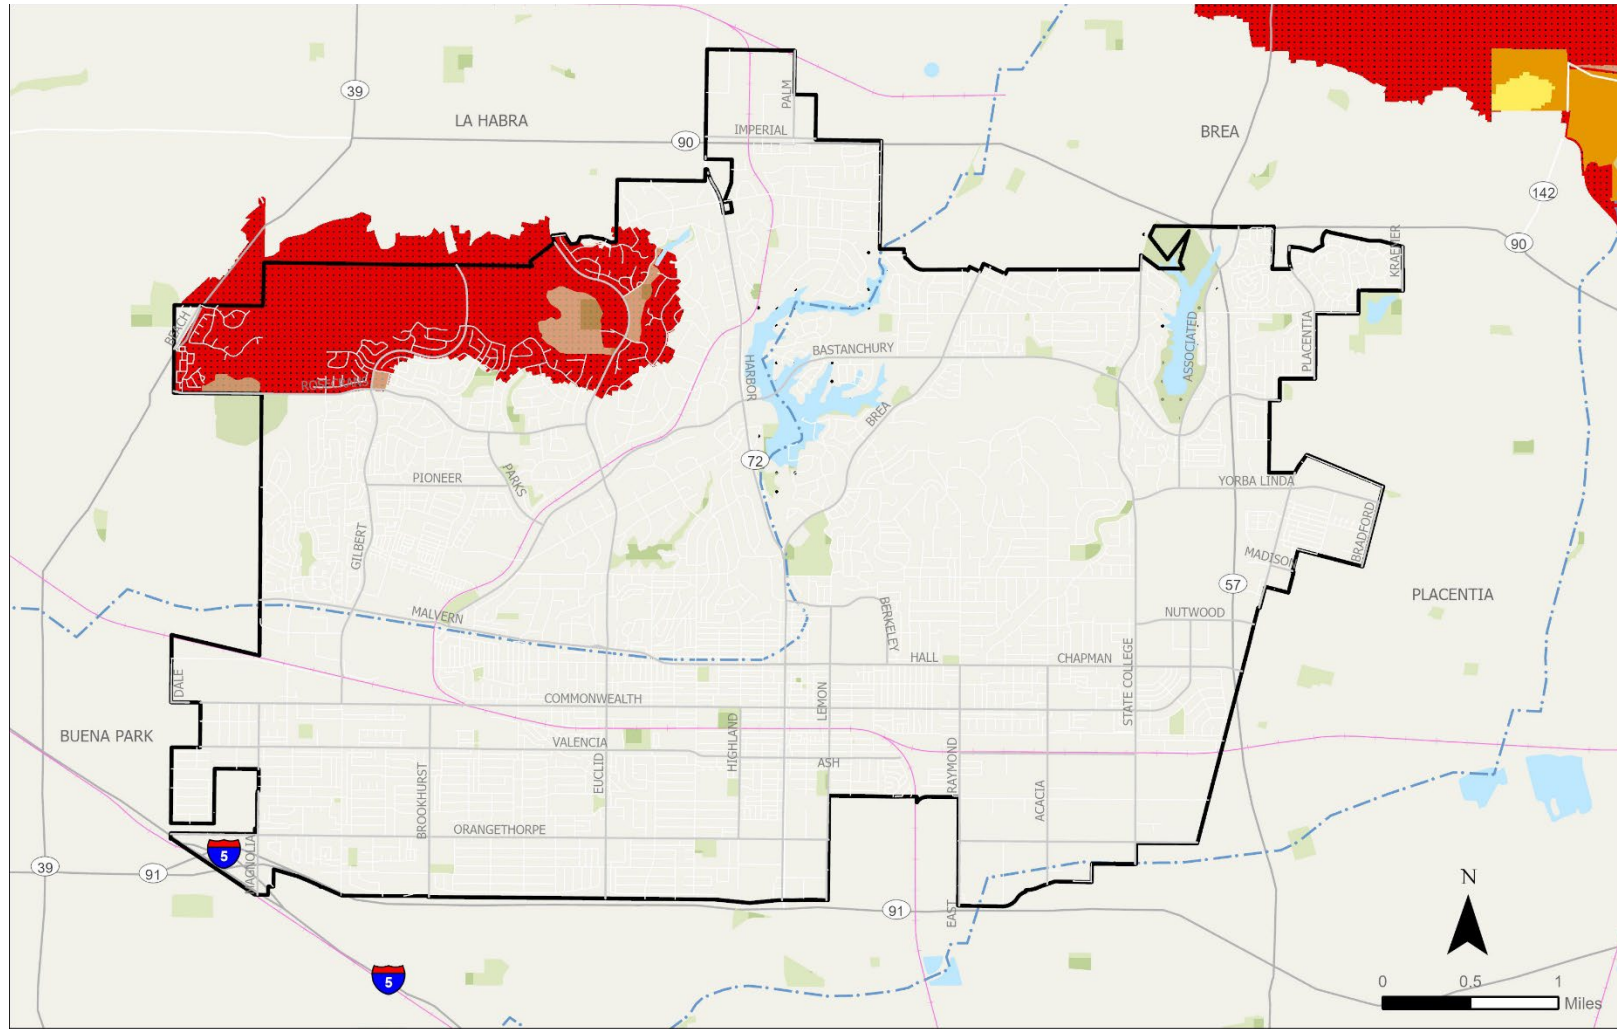 39
LA HABRA
PALM
IMPERIAL
90
BREA
142
90
KRAEMER
BEACH
ROSECRANS
HARBOR
BASTANCHURY
ASSOCIATED
PLACENTIA
BREA
72
PIONEER
PARKS
YORBA LINDA
GILBERT
BRADFORD
MADISON
57
PLACENTIA
MALVERN
BERKELEY
NUTWOOD
HALL
CHAPMAN
DALE
COMMONWEALTH
LEMON
STATE COLLEGE
BUENA PARK
VALENCIA
HIGHLAND
ASH
EUCLID
BROOKHURST
RAYMOND
ACACIA
ORANGETHORPE
MAGNOLIA
5
39
91
91
EAST
5
N
0 0.5 1
Miles